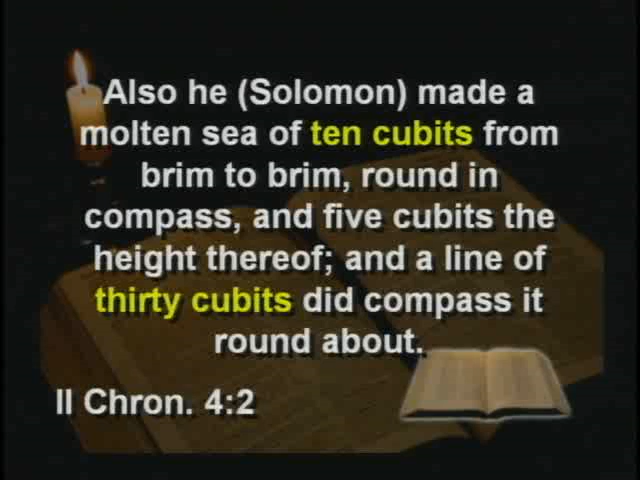 Also he (Solomon) made a
molten sea of ten cubits from
brim to brim, round in
compass, and five cubits the
height thereof; and a line of
thirty cubits did compass it
round about.
II Chron. 4:2